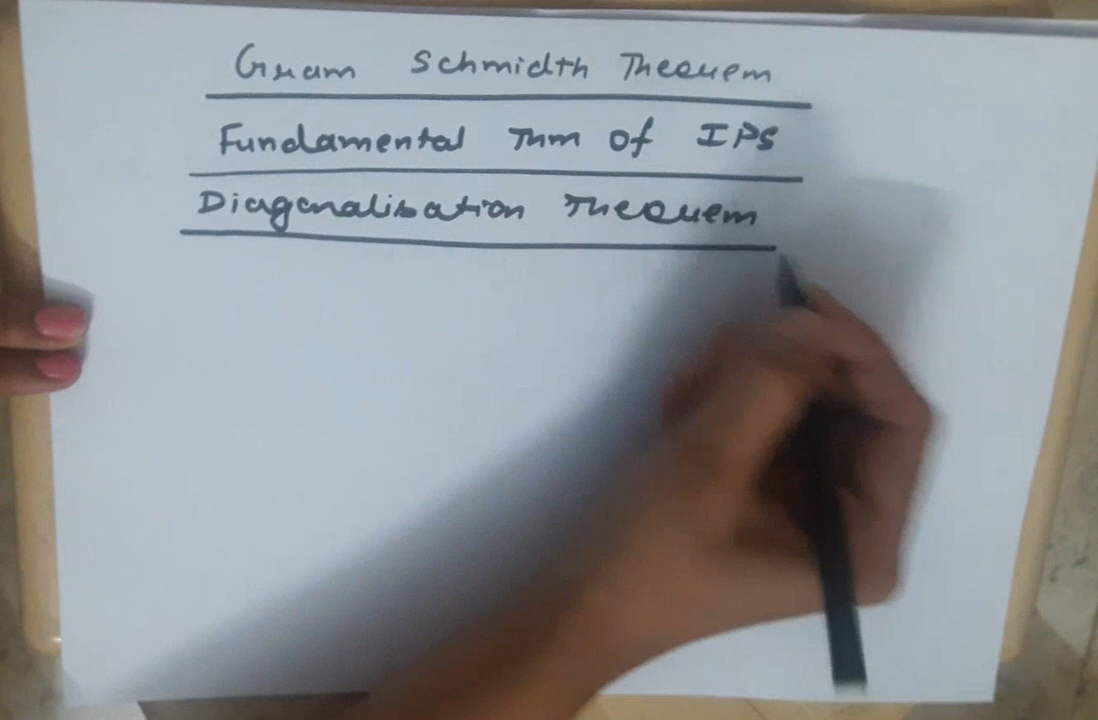 Gram Schmidth Theorem
Fundamental Thm of IPS
Diagonalisation Theorem